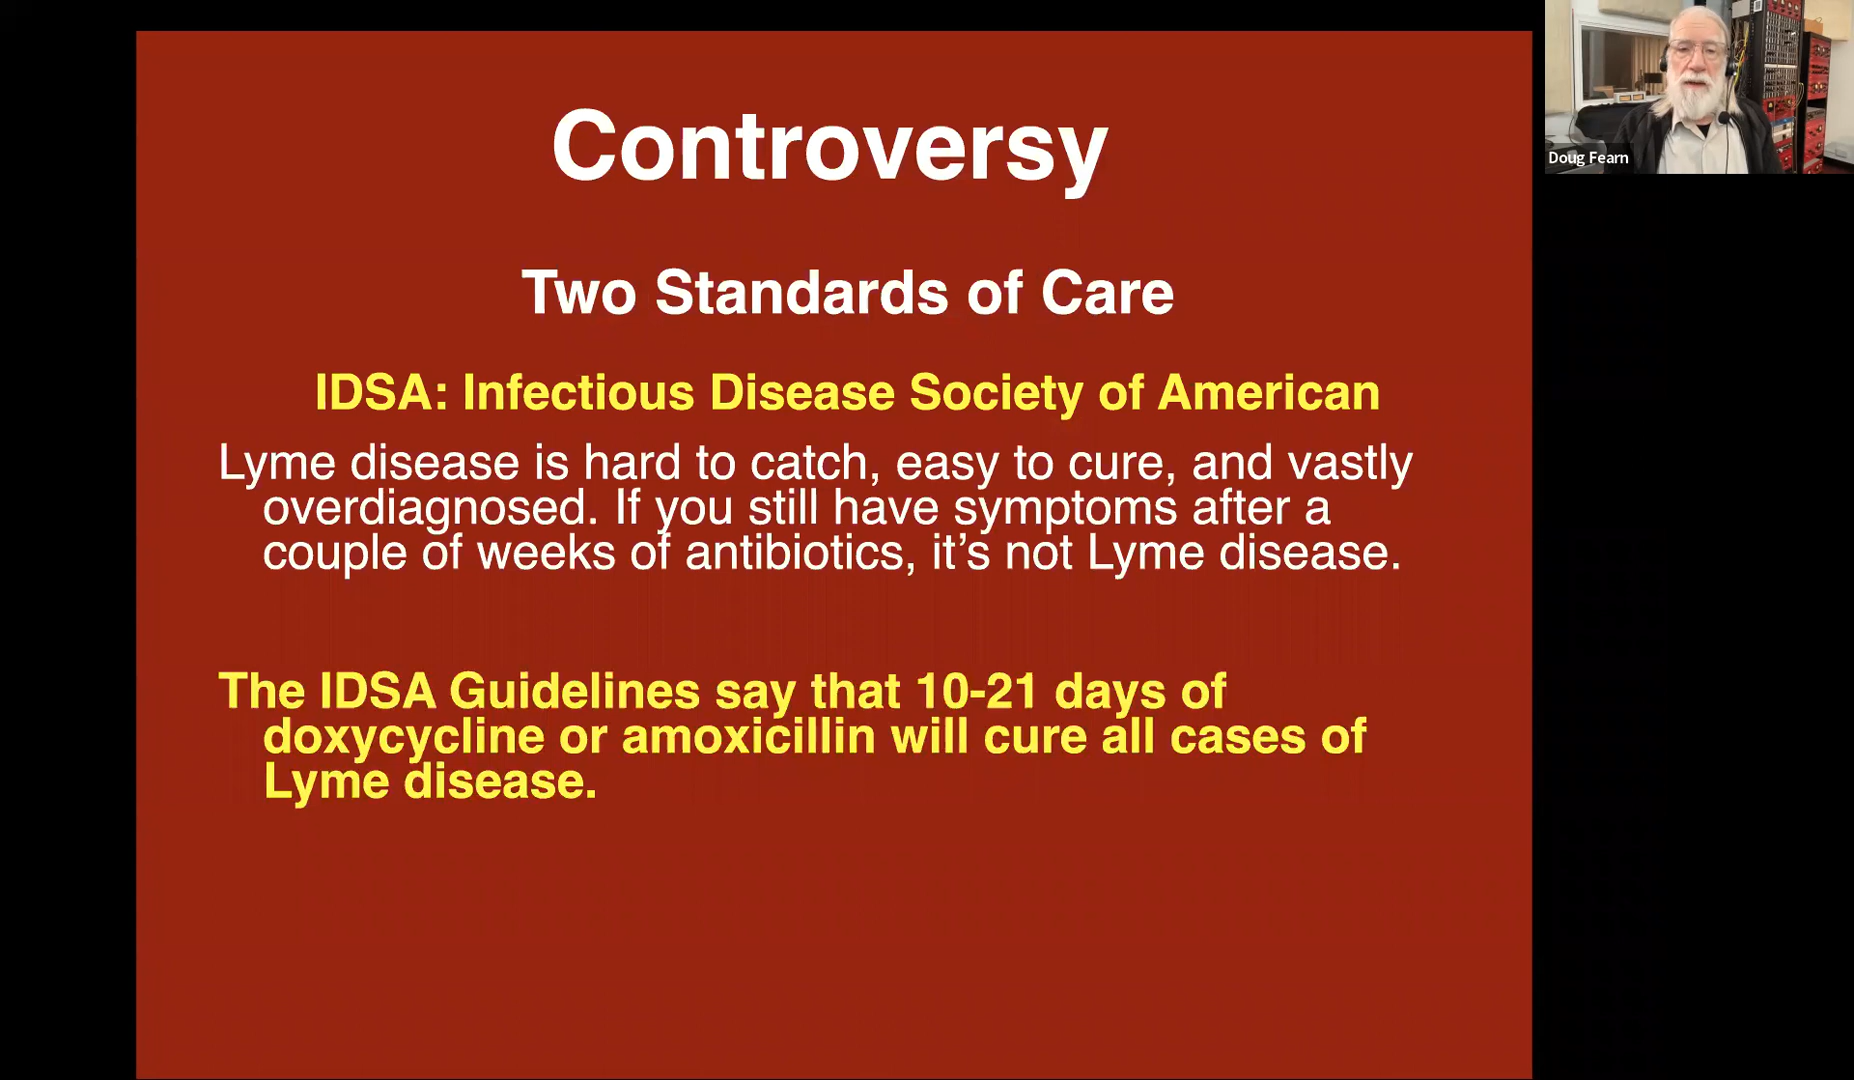 Controversy
Two Standards of Care
IDSA: Infectious Disease Society of American
Lyme disease is hard to catch, easy to cure, and vastly
overdiagnosed. If you still have symptoms after a
couple of weeks of antibiotics, it’s not Lyme disease.
The IDSA Guidelines say that 10-21 days of
doxycycline or amoxicillin will cure all cases of
Lyme disease.
Doug Fearn